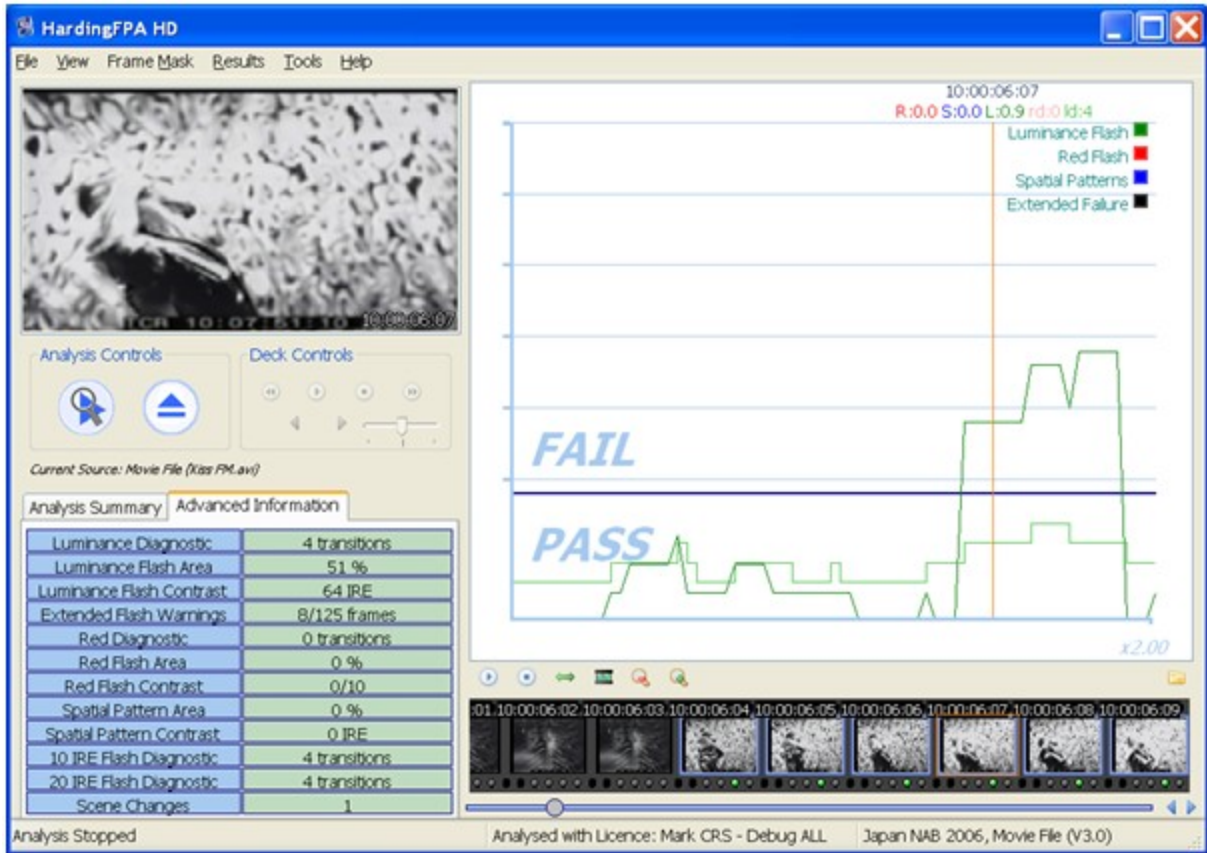 HardingFPA HD
File View Frame Mask Results Tools Help
TCR 10:07:51:10 10:00:06:07
Analysis Controls
Deck Controls
Current Source: Movie File (Kiss FM.avi)
Analysis Summary
Advanced Information
Luminance Diagnostic 4 transitions
Luminance Flash Area 51 %
Luminance Flash Contrast 64 IRE
Extended Flash Warnings 8/125 frames
Red Diagnostic 0 transitions
Red Flash Area 0 %
Red Flash Contrast 0/10
Spatial Pattern Area 0 %
Spatial Pattern Contrast 0 IRE
10 IRE Flash Diagnostic 4 transitions
20 IRE Flash Diagnostic 4 transitions
Scene Changes 1
10:00:06:07
R:0.0 S:0.0 L:0.9 rd:0 ld:4
Luminance Flash
Red Flash
Spatial Patterns
Extended Failure
FAIL
PASS
x2.00
:01 10:00:06:02 10:00:06:03 10:00:06:04 10:00:06:05 10:00:06:06 10:00:06:07 10:00:06:08 10:00:06:09
Analysis Stopped
Analysed with Licence: Mark CRS - Debug ALL
Japan NAB 2006, Movie File (V3.0)